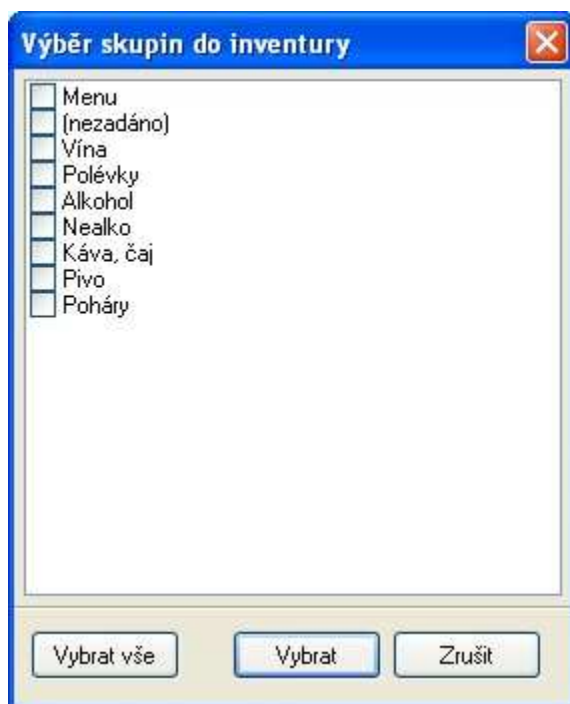 Výběr skupin do inventury
Menu
(nezadáno)
Vína
Polévky
Alkohol
Nealko
Káva, čaj
Pivo
Poháry
Vybrat vše Vybrat Zrušit